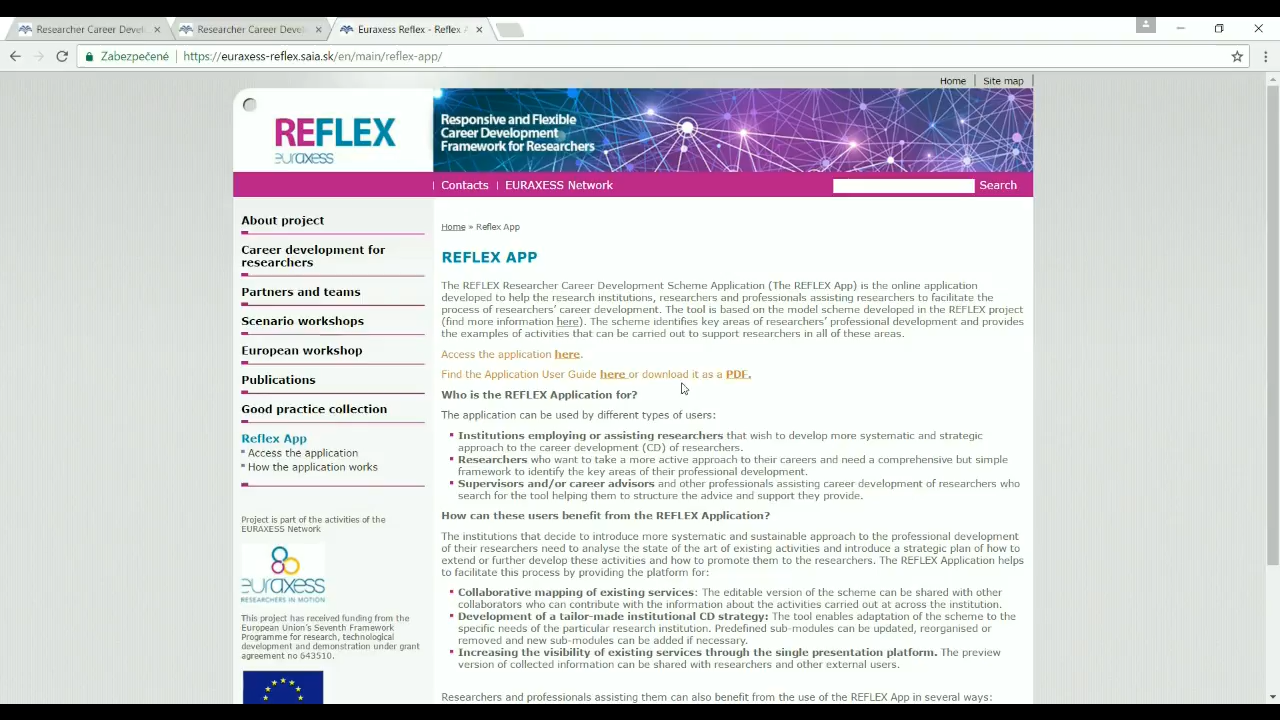 Researcher Career Devel
Researcher Career Devel
Euraxess Reflex - Reflex A
Zabezpečené
https://euraxess-reflex.saia.sk/en/main/reflex-app/
Home
Site map
REFLEX
euraxess
Responsive and Flexible
Career Development
Framework for Researchers
Contacts
EURAXESS Network
Search
About project
Career development for
researchers
Partners and teams
Scenario workshops
European workshop
Publications
Good practice collection
Reflex App
Access the application
How the application works
Project is part of the activities of the
EURAXESS Network
euraxess
RESEARCHERS IN MOTION
This project has received funding from the
European Union's Seventh Framework
Programme for research, technological
development and demonstration under grant
agreement no 643510.
Home » Reflex App
REFLEX APP
The REFLEX Researcher Career Development Scheme Application (The REFLEX App) is the online application
developed to help the research institutions, researchers and professionals assisting researchers to facilitate the
process of researchers' career development. The tool is based on the model scheme developed in the REFLEX project
(find more information here). The scheme identifies key areas of researchers' professional development and provides
the examples of activities that can be carried out to support researchers in all of these areas.
Access the application here.
Find the Application User Guide here or download it as a PDF.
Who is the REFLEX Application for?
The application can be used by different types of users:
Institutions employing or assisting researchers that wish to develop more systematic and strategic
approach to the career development (CD) of researchers.
Researchers who want to take a more active approach to their careers and need a comprehensive but simple
framework to identify the key areas of their professional development.
Supervisors and/or career advisors and other professionals assisting career development of researchers who
search for the tool helping them to structure the advice and support they provide.
How can these users benefit from the REFLEX Application?
The institutions that decide to introduce more systematic and sustainable approach to the professional development
of their researchers need to analyse the state of the art of existing activities and introduce a strategic plan of how to
extend or further develop these activities and how to promote them to the researchers. The REFLEX Application helps
to facilitate this process by providing the platform for:
Collaborative mapping of existing services: The editable version of the scheme can be shared with other
collaborators who can contribute with the information about the activities carried out at across the institution.
Development of a tailor-made institutional CD strategy: The tool enables adaptation of the scheme to the
specific needs of the particular research institution. Predefined sub-modules can be updated, reorganised or
removed and new sub-modules can be added if necessary.
Increasing the visibility of existing services through the single presentation platform. The preview
version of collected information can be shared with researchers and other external users.
Researchers and professionals assisting them can also benefit from the use of the REFLEX App in several ways: